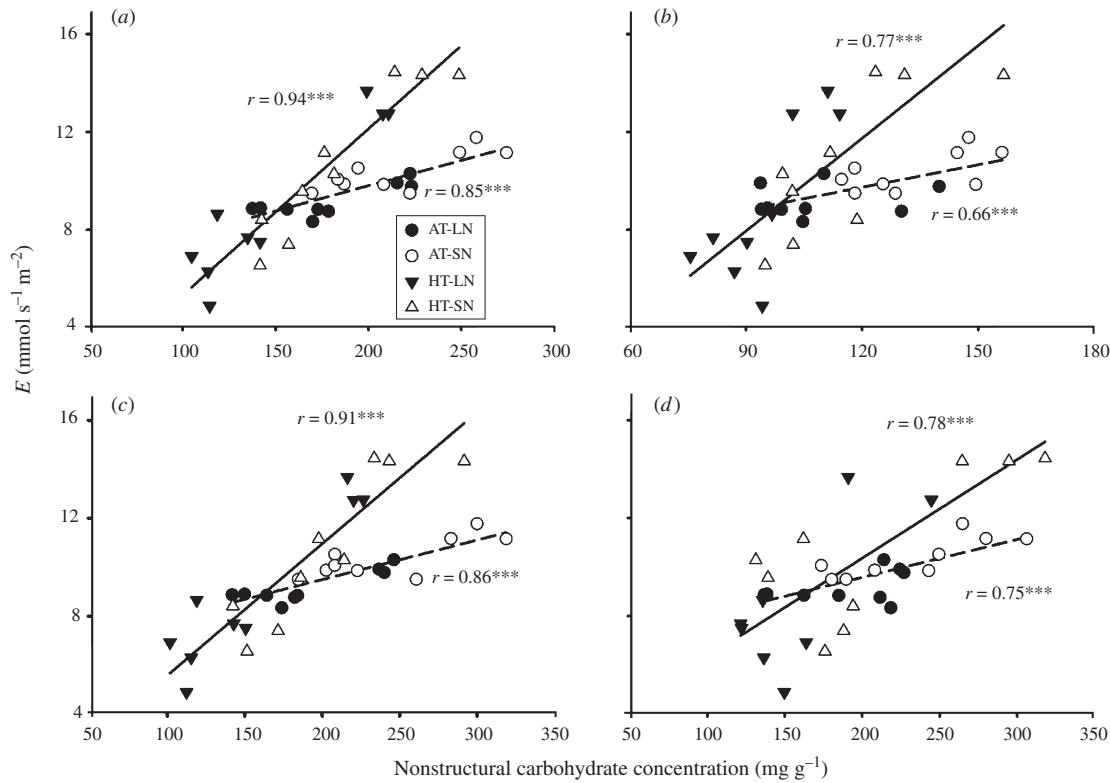 (a)
(b)
16
12
8
4
r = 0.94***
r = 0.85***
AT-LN
AT-SN
HT-LN
HT-SN
50 100 150 200 250 300
r = 0.77***
r = 0.66***
60 90 120 150 180
E (mmol s–1 m–2)
(c)
(d)
16
12
8
4
r = 0.91***
r = 0.86***
50 100 150 200 250 300 350
r = 0.78***
r = 0.75***
50 100 150 200 250 300 350
Nonstructural carbohydrate concentration (mg g–1)